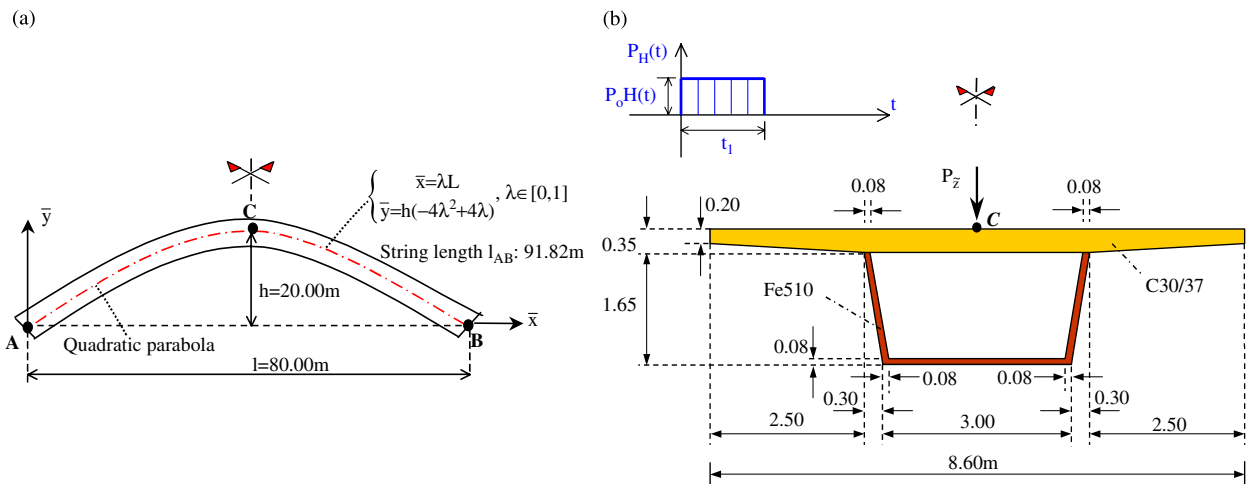 (a)
y̅
x̅=λL
y̅=h(-4λ²+4λ)
, λ∈[0,1]
C
String length l_AB: 91.82m
h=20.00m
A
B
x̅
Quadratic parabola
l=80.00m
(b)
P_H(t)
P_oH(t)
t
t_1
P_z̃
C
0.08
0.08
0.20
0.35
1.65
Fe510
C30/37
0.08
0.08
0.08
0.30
0.30
2.50
3.00
2.50
8.60m